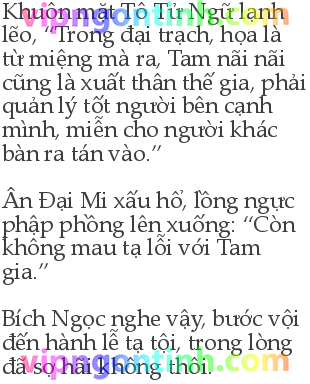 Khuôn mặt Tô Tử Ngữ lạnh
lẽo, “Trong đại trạch, họa là
từ miệng mà ra, Tam nãi nãi
cũng là xuất thân thế gia, phải
quản lý tốt người bên cạnh
mình, miễn cho người khác
bàn ra tán vào.”
Ân Đại Mi xấu hổ, lồng ngực
phập phồng lên xuống: “Còn
không mau tạ lỗi với Tam
gia.”
Bích Ngọc nghe vậy, bước vội
đến hành lễ tạ tội, trong lòng
đã sợ hãi không thôi.
vipngontinh.com
vipngontinh.com